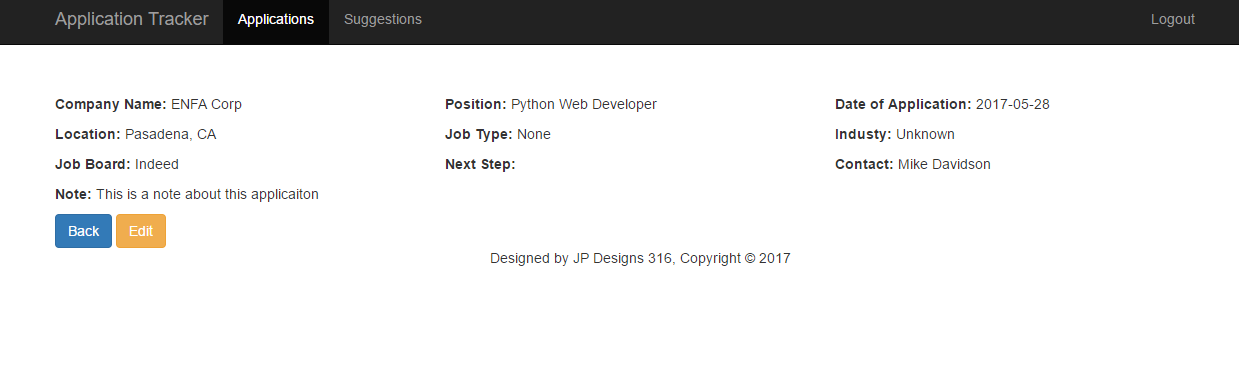 Application Tracker Applications Suggestions Logout
Company Name: ENFA Corp Position: Python Web Developer Date of Application: 2017-05-28
Location: Pasadena, CA Job Type: None Industy: Unknown
Job Board: Indeed Next Step: Contact: Mike Davidson
Note: This is a note about this applicaiton
Back Edit
Designed by JP Designs 316, Copyright © 2017